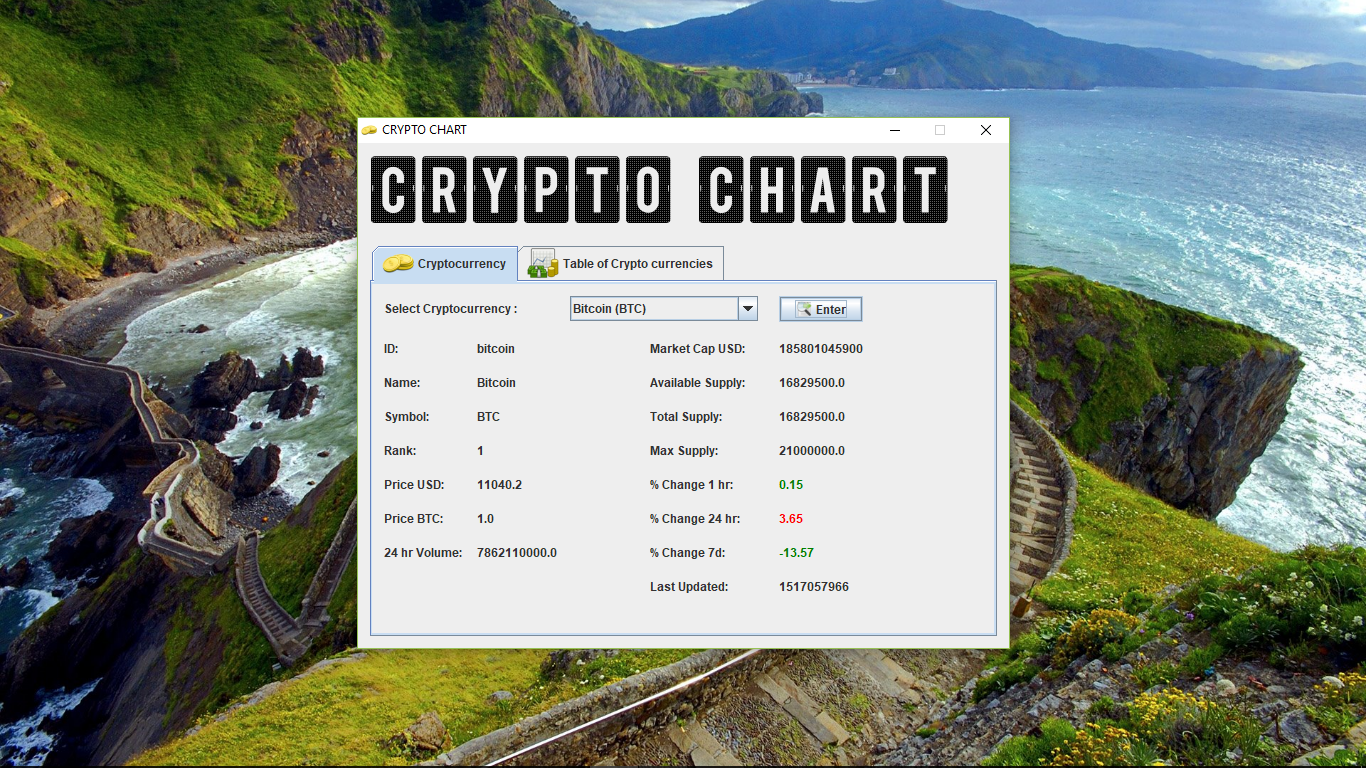 CRYPTO CHART
CRYPTO CHART
Cryptocurrency Table of Crypto currencies
Select Cryptocurrency : Bitcoin (BTC) Enter
ID: bitcoin Market Cap USD: 185801045900
Name: Bitcoin Available Supply: 16829500.0
Symbol: BTC Total Supply: 16829500.0
Rank: 1 Max Supply: 21000000.0
Price USD: 11040.2 % Change 1 hr: 0.15
Price BTC: 1.0 % Change 24 hr: 3.65
24 hr Volume: 7862110000.0 % Change 7d: -13.57
Last Updated: 1517057966